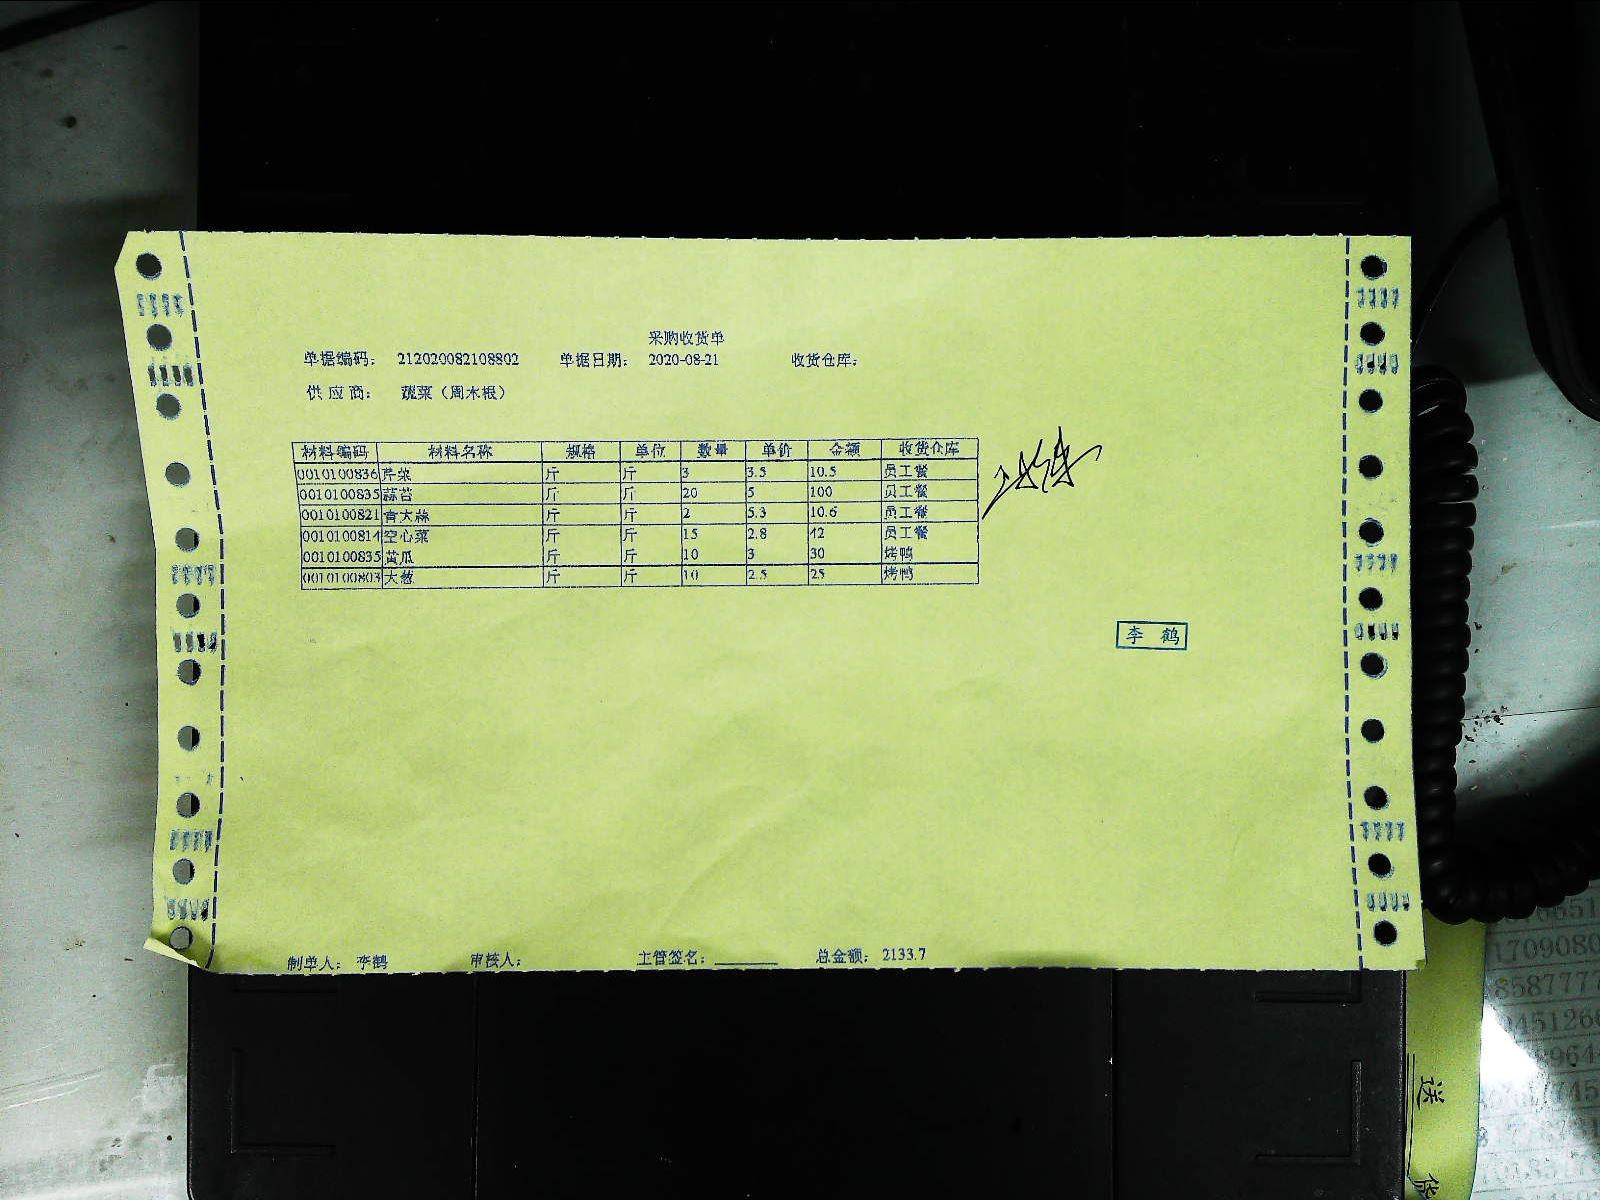 采购收货单
单据编码： 212020082108802 单据日期： 2020-08-21 收货仓库：
供 应 商： 蔬菜（周木根）
材料编码 材料名称 规格 单位 数量 单价 金额 收货仓库
0010100836 芹菜 斤 斤 3 3.5 10.5 员工餐
0010100835 蒜苔 斤 斤 20 5 100 员工餐
0010100821 青大蒜 斤 斤 2 5.3 10.6 员工餐
0010100814 空心菜 斤 斤 15 2.8 42 员工餐
0010100835 黄瓜 斤 斤 10 3 30 烤鸭
0010100803 大葱 斤 斤 10 2.5 25 烤鸭
李 鹤
制单人： 李鹤 审核人： 主管签名： 总金额： 2133.7
送
货